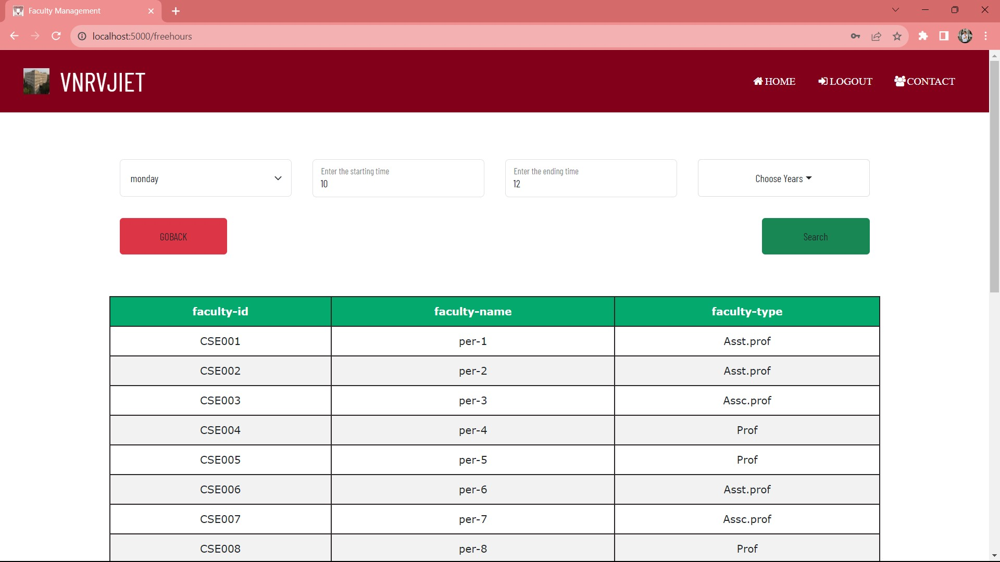 Faculty Management
localhost:5000/freehours
VNRVJIET
HOME
LOGOUT
CONTACT
monday
Enter the starting time
10
Enter the ending time
12
Choose Years
GOBACK
Search
faculty-id faculty-name faculty-type
CSE001 per-1 Asst.prof
CSE002 per-2 Asst.prof
CSE003 per-3 Assc.prof
CSE004 per-4 Prof
CSE005 per-5 Prof
CSE006 per-6 Asst.prof
CSE007 per-7 Assc.prof
CSE008 per-8 Prof